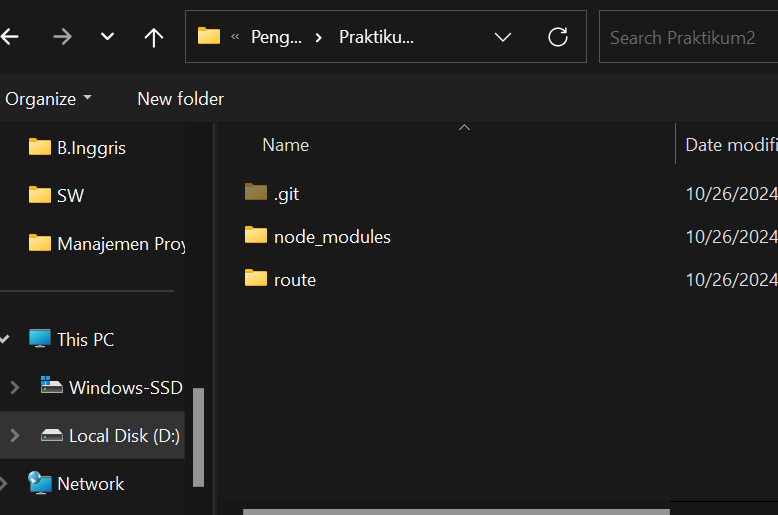 Peng... Praktiku... Search Praktikum2
Organize New folder
Name Date modifi
B.Inggris
SW
Manajemen Proy
.git 10/26/2024
node_modules 10/26/2024
route 10/26/2024
This PC
Windows-SSD
Local Disk (D:)
Network